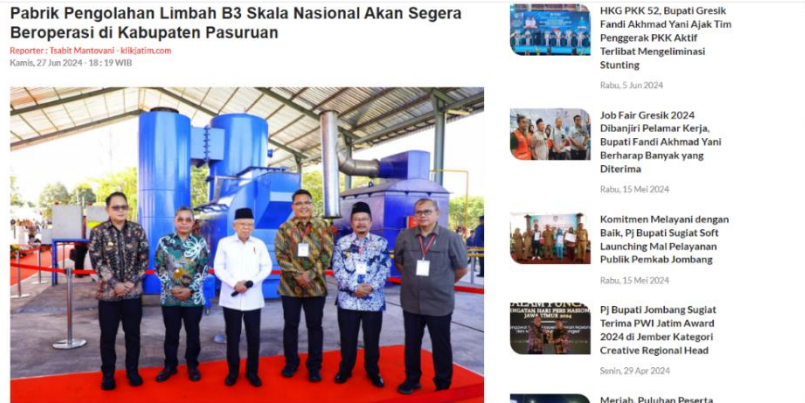 Pabrik Pengolahan Limbah B3 Skala Nasional Akan Segera
Beroperasi di Kabupaten Pasuruan
Reporter : Tsabit Mantovani - klikjatim.com
Kamis, 27 Jun 2024 - 18 : 19 WIB
HKG PKK 52, Bupati Gresik
Fandi Akhmad Yani Ajak Tim
Penggerak PKK Aktif
Terlibat Mengeliminasi
Stunting
Rabu, 5 Jun 2024
Job Fair Gresik 2024
Dibanjiri Pelamar Kerja,
Bupati Fandi Akhmad Yani
Berharap Banyak yang
Diterima
Rabu, 15 Mei 2024
Komitmen Melayani dengan
Baik, Pj Bupati Sugiat Soft
Launching Mal Pelayanan
Publik Pemkab Jombang
Rabu, 15 Mei 2024
Pj Bupati Jombang Sugiat
Terima PWI Jatim Award
2024 di Jember Kategori
Creative Regional Head
Senin, 29 Apr 2024
Meriah, Puluhan Peserta